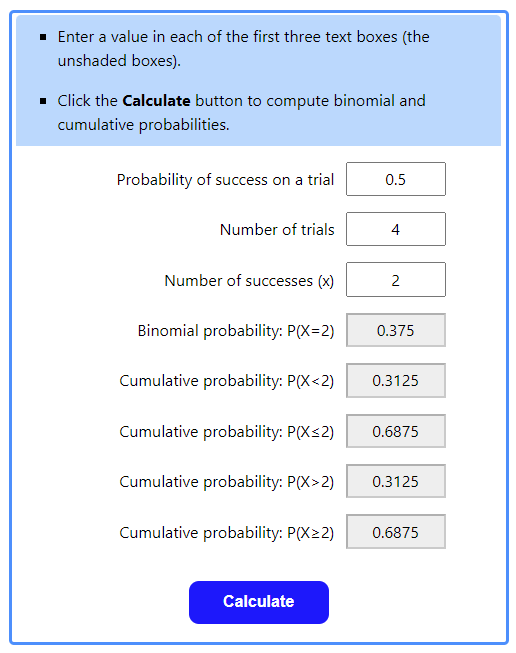 Enter a value in each of the first three text boxes (the
unshaded boxes).
Click the Calculate button to compute binomial and
cumulative probabilities.
Probability of success on a trial 0.5
Number of trials 4
Number of successes (x) 2
Binomial probability: P(X=2) 0.375
Cumulative probability: P(X<2) 0.3125
Cumulative probability: P(X≤2) 0.6875
Cumulative probability: P(X>2) 0.3125
Cumulative probability: P(X≥2) 0.6875
Calculate